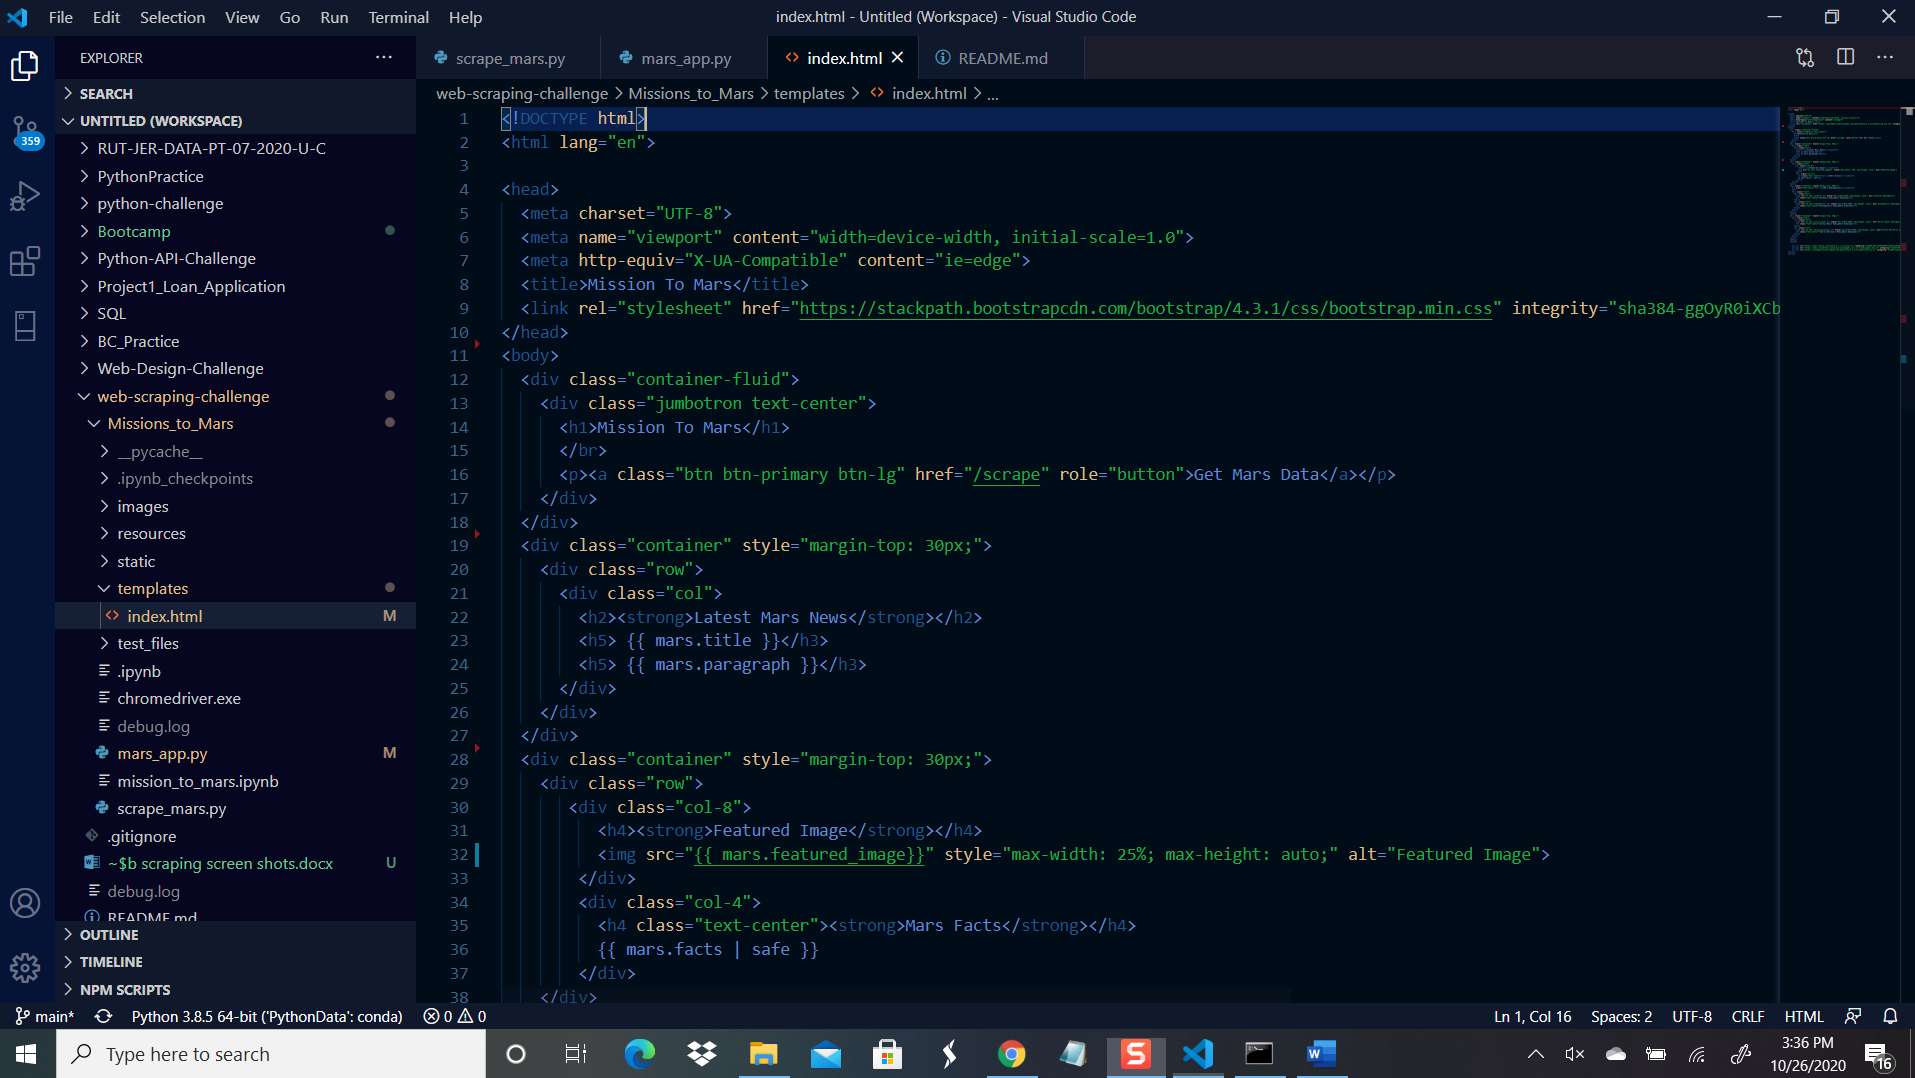 File Edit Selection View Go Run Terminal Help
index.html - Untitled (Workspace) - Visual Studio Code
EXPLORER
SEARCH
UNTITLED (WORKSPACE)
RUT-JER-DATA-PT-07-2020-U-C
PythonPractice
python-challenge
Bootcamp
Python-API-Challenge
Project1_Loan_Application
SQL
BC_Practice
Web-Design-Challenge
web-scraping-challenge
Missions_to_Mars
__pycache__
.ipynb_checkpoints
images
resources
static
templates
index.html M
test_files
.ipynb
chromedriver.exe
debug.log
mars_app.py M
mission_to_mars.ipynb
scrape_mars.py
.gitignore
~$b scraping screen shots.docx U
debug.log
README.md
OUTLINE
TIMELINE
NPM SCRIPTS
359
scrape_mars.py mars_app.py index.html README.md
web-scraping-challenge > Missions_to_Mars > templates > index.html > ...
1 <!DOCTYPE html>
2 <html lang="en">
3
4 <head>
5 <meta charset="UTF-8">
6 <meta name="viewport" content="width=device-width, initial-scale=1.0">
7 <meta http-equiv="X-UA-Compatible" content="ie=edge">
8 <title>Mission To Mars</title>
9 <link rel="stylesheet" href="https://stackpath.bootstrapcdn.com/bootstrap/4.3.1/css/bootstrap.min.css" integrity="sha384-ggOyR0iXCb
10 </head>
11 <body>
12 <div class="container-fluid">
13 <div class="jumbotron text-center">
14 <h1>Mission To Mars</h1>
15 </br>
16 <p><a class="btn btn-primary btn-lg" href="/scrape" role="button">Get Mars Data</a></p>
17 </div>
18 </div>
19 <div class="container" style="margin-top: 30px;">
20 <div class="row">
21 <div class="col">
22 <h2><strong>Latest Mars News</strong></h2>
23 <h5> {{ mars.title }}</h3>
24 <h5> {{ mars.paragraph }}</h3>
25 </div>
26 </div>
27 </div>
28 <div class="container" style="margin-top: 30px;">
29 <div class="row">
30 <div class="col-8">
31 <h4><strong>Featured Image</strong></h4>
32 <img src="{{ mars.featured_image}}" style="max-width: 25%; max-height: auto;" alt="Featured Image">
33 </div>
34 <div class="col-4">
35 <h4 class="text-center"><strong>Mars Facts</strong></h4>
36 {{ mars.facts | safe }}
37 </div>
38 </div>
main* Python 3.8.5 64-bit ('PythonData': conda) 0 0
Ln 1, Col 16 Spaces: 2 UTF-8 CRLF HTML
Type here to search
3:36 PM
10/26/2020
16